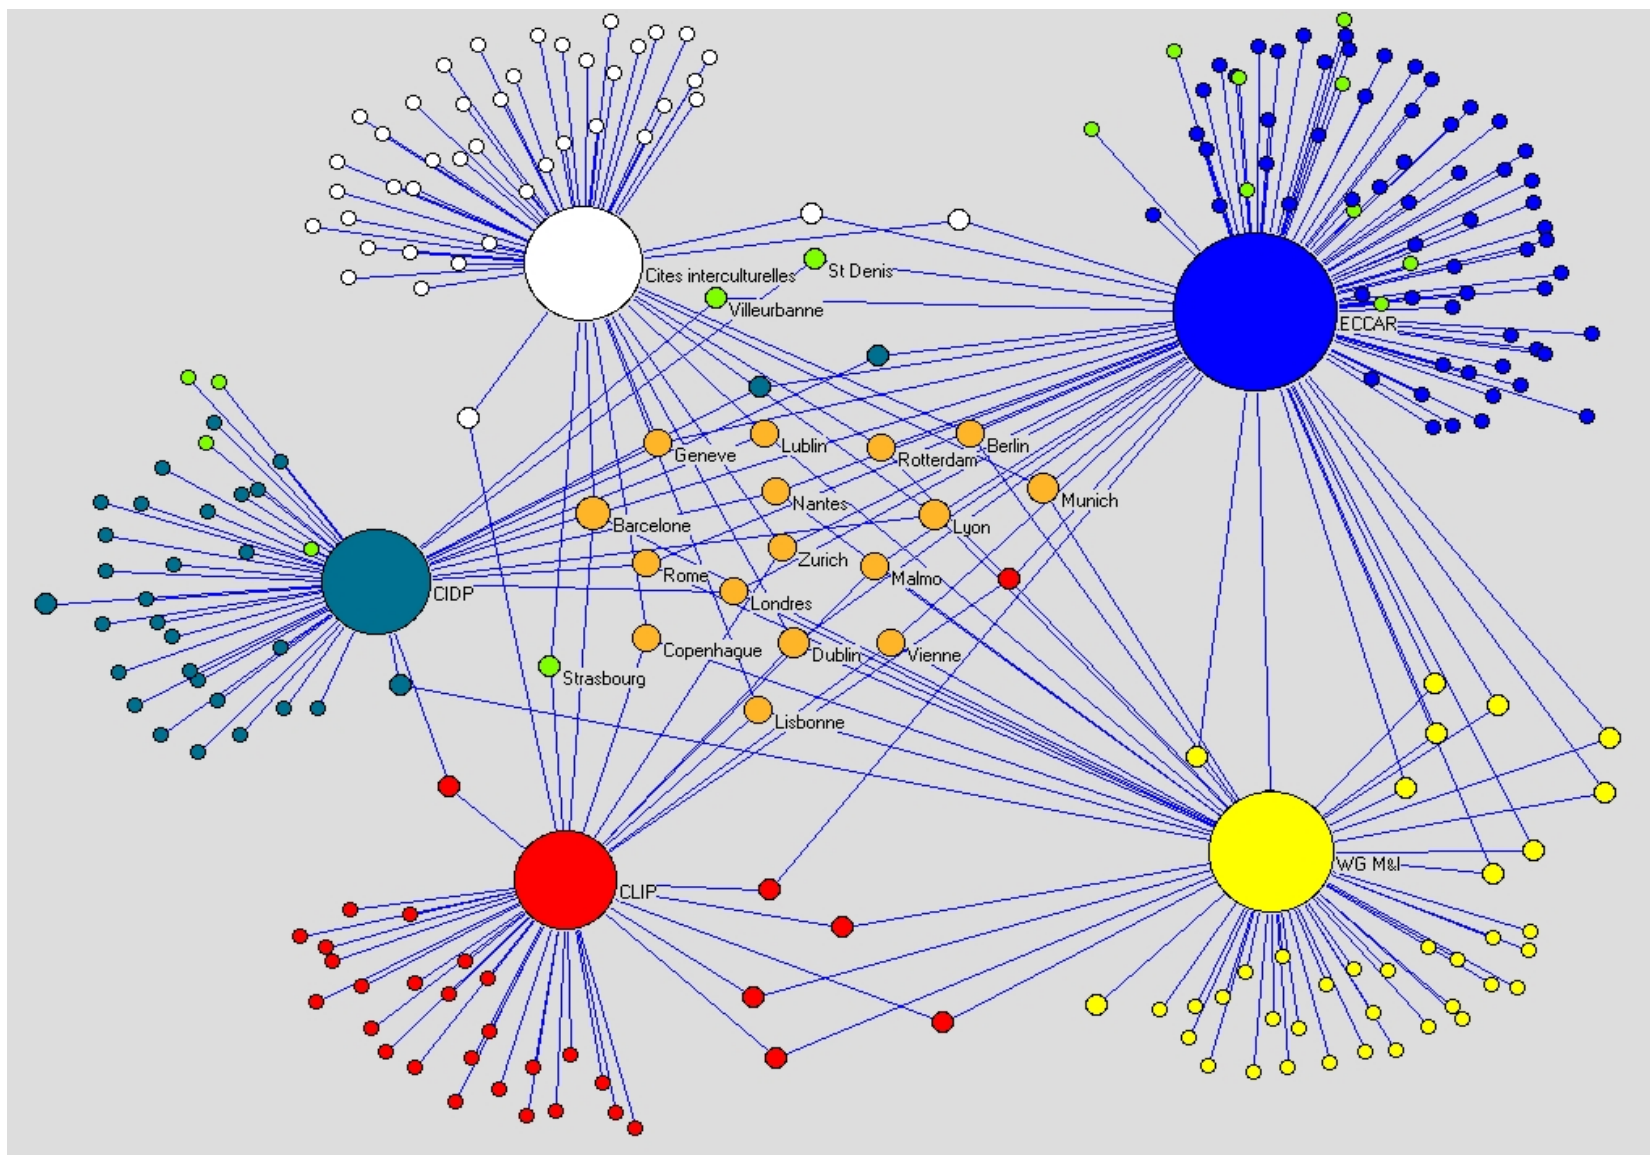 Cites interculturelles
St Denis
Villeurbanne
ECCAR
Geneve
Lublin
Rotterdam
Berlin
Nantes
Munich
Barcelone
Lyon
Zurich
Rome
Malmo
CIDP
Londres
Copenhague
Dublin
Vienne
Strasbourg
Lisbonne
WG M&I
CLIP